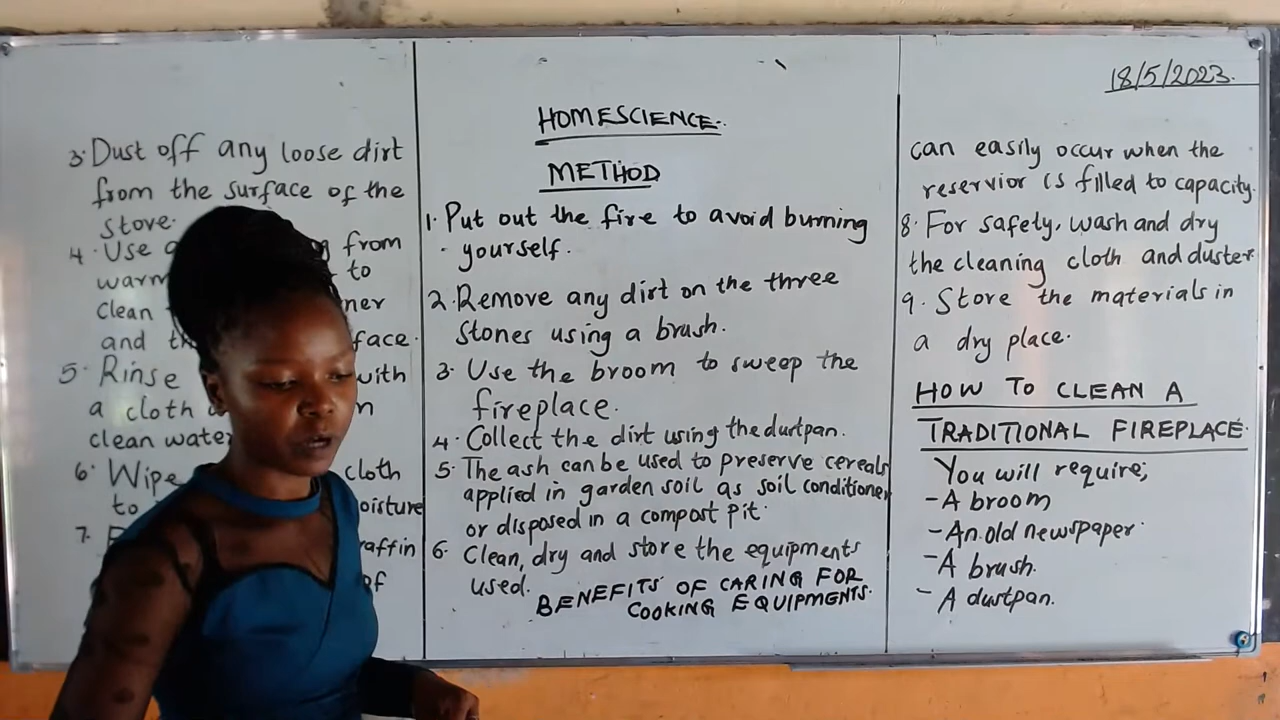 3. Dust off any loose dirt
from the surface of the
stove.
4. Use from
warm to
clean
and face.
5. Rinse with
a cloth
clean water
6. Wipe cloth
to
7.
of
HOMESCIENCE.
METHOD
1. Put out the fire to avoid burning
yourself.
2. Remove any dirt on the three
stones using a brush.
3. Use the broom to sweep the
fireplace.
4. Collect the dirt using the dustpan.
5. The ash can be used to preserve cereals
applied in garden soil as soil conditioner
or disposed in a compost pit.
6. Clean, dry and store the equipments
used.
BENEFITS OF CARING FOR
COOKING EQUIPMENTS.
18/5/2023.
can easily occur when the
reservior is filled to capacity.
8. For safety, wash and dry
the cleaning cloth and duster
9. Store the materials in
a dry place.
HOW TO CLEAN A
TRADITIONAL FIREPLACE.
You will require;
- A broom
- An old newspaper
- A brush.
- A dustpan.